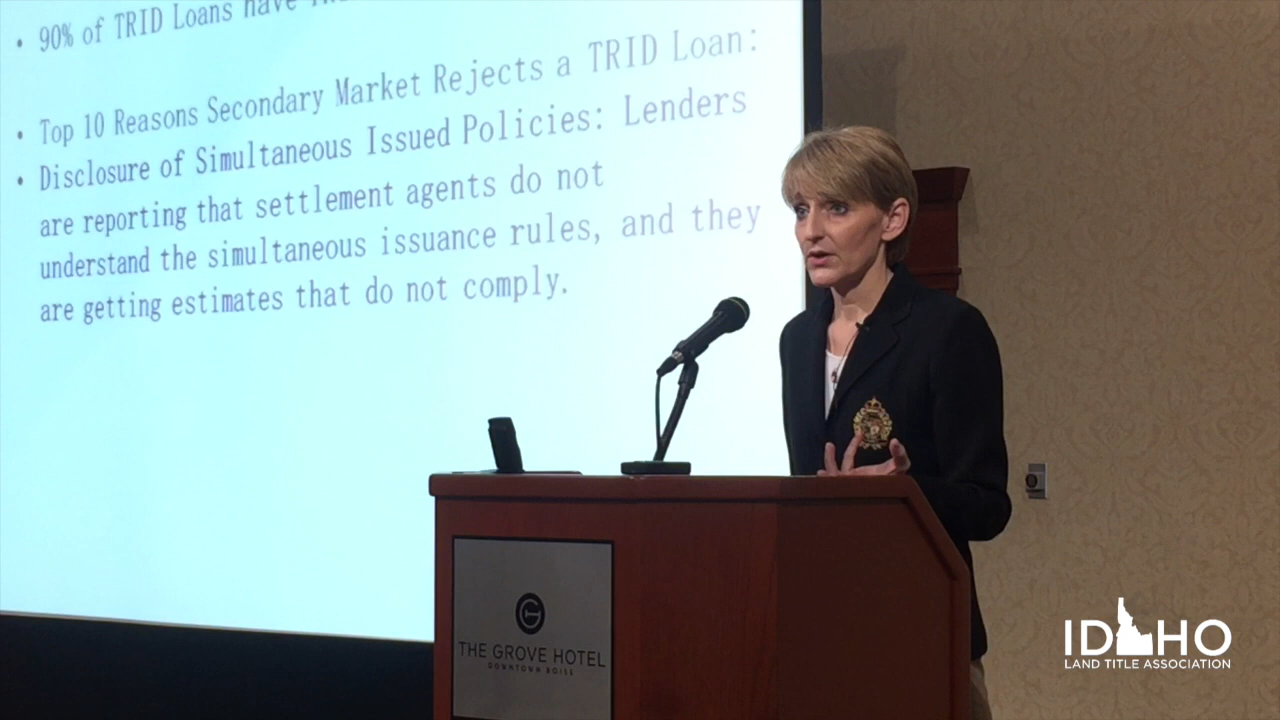 • 90% of TRID Loans have
• Top 10 Reasons Secondary Market Rejects a TRID Loan:
• Disclosure of Simultaneous Issued Policies: Lenders
are reporting that settlement agents do not
understand the simultaneous issuance rules, and they
are getting estimates that do not comply.
THE GROVE HOTEL
DOWNTOWN BOISE
IDAHO
LAND TITLE ASSOCIATION